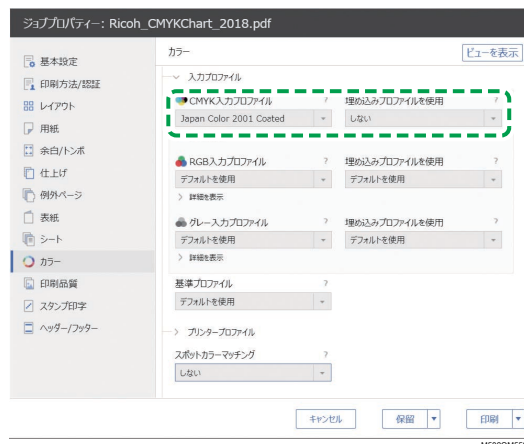 ジョブプロパティー: Ricoh_CMYKChart_2018.pdf
基本設定
印刷方法/認証
レイアウト
用紙
余白/トンボ
仕上げ
例外ページ
表紙
シート
カラー
印刷品質
スタンプ印字
ヘッダー/フッター
カラー
ビューを表示
入力プロファイル
CMYK入力プロファイル ? 埋め込みプロファイルを使用 ?
Japan Color 2001 Coated しない
RGB入力プロファイル ? 埋め込みプロファイルを使用 ?
デフォルトを使用 デフォルトを使用
> 詳細を表示
グレー入力プロファイル ? 埋め込みプロファイルを使用 ?
デフォルトを使用 デフォルトを使用
> 詳細を表示
基準プロファイル ?
デフォルトを使用
> プリンタープロファイル
スポットカラーマッチング ?
しない
キャンセル 保留 印刷